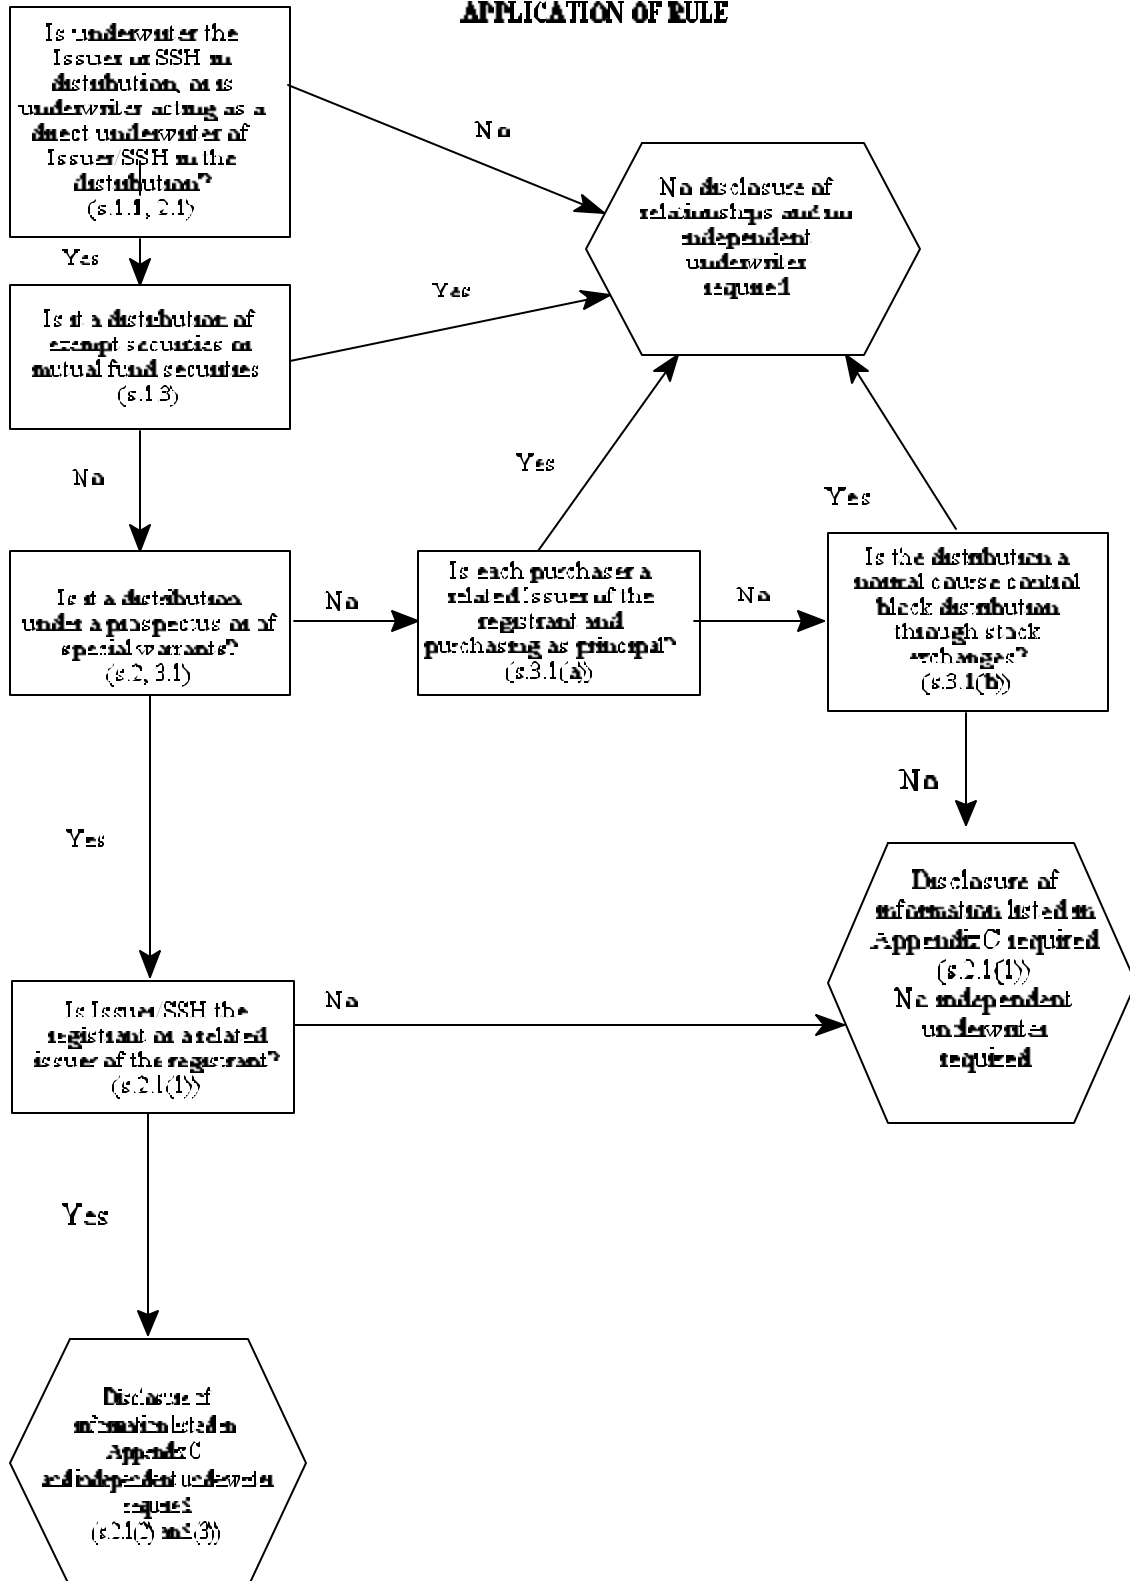 APPLICATION OF RULE
Is underwriter the
Issuer or SSH in
distribution, or is
underwriter acting as a
direct underwriter of
Issuer/SSH in the
distribution?
(s.1.1, 2.1)
No
Yes
No disclosure of
relationships and no
independent
underwriter
required
Is it a distribution of
exempt securities or
mutual fund securities
(s.1.3)
Yes
No
Yes
Yes
Is it a distribution
under a prospectus or of
special warrants?
(s.2, 3.1)
No
Is each purchaser a
related Issuer of the
registrant and
purchasing as principal?
(s.3.1(a))
No
Is the distribution a
normal course control
block distribution
through stock
exchanges?
(s.3.1(b))
No
Yes
Disclosure of
information listed in
Appendix C required
(s.2.1(1))
No independent
underwriter
required
Is Issuer/SSH the
registrant or a related
issuer of the registrant?
(s.2.1(1))
No
Yes
Disclosure of
information listed in
Appendix C
and independent underwriter
required
(s.2.1(2) and (3))